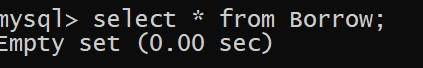 mysql> select * from Borrow;
Empty set (0.00 sec)